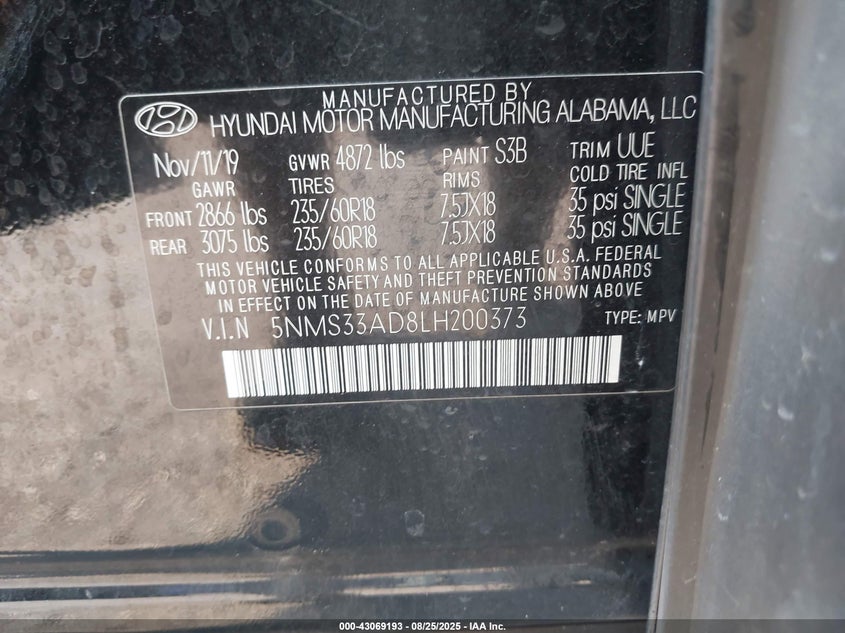 MANUFACTURED BY
HYUNDAI MOTOR MANUFACTURING ALABAMA, LLC
Nov/11/19 GVWR 4872 lbs PAINT S3B TRIM UUE
GAWR TIRES RIMS COLD TIRE INFL
FRONT 2866 lbs 235/60R18 7.5JX18 35 psi SINGLE
REAR 3075 lbs 235/60R18 7.5JX18 35 psi SINGLE
THIS VEHICLE CONFORMS TO ALL APPLICABLE U.S.A. FEDERAL
MOTOR VEHICLE SAFETY AND THEFT PREVENTION STANDARDS
IN EFFECT ON THE DATE OF MANUFACTURE SHOWN ABOVE
V.I.N 5NMS33AD8LH200373 TYPE: MPV
000-43069193 - 08/25/2025 - IAA Inc.